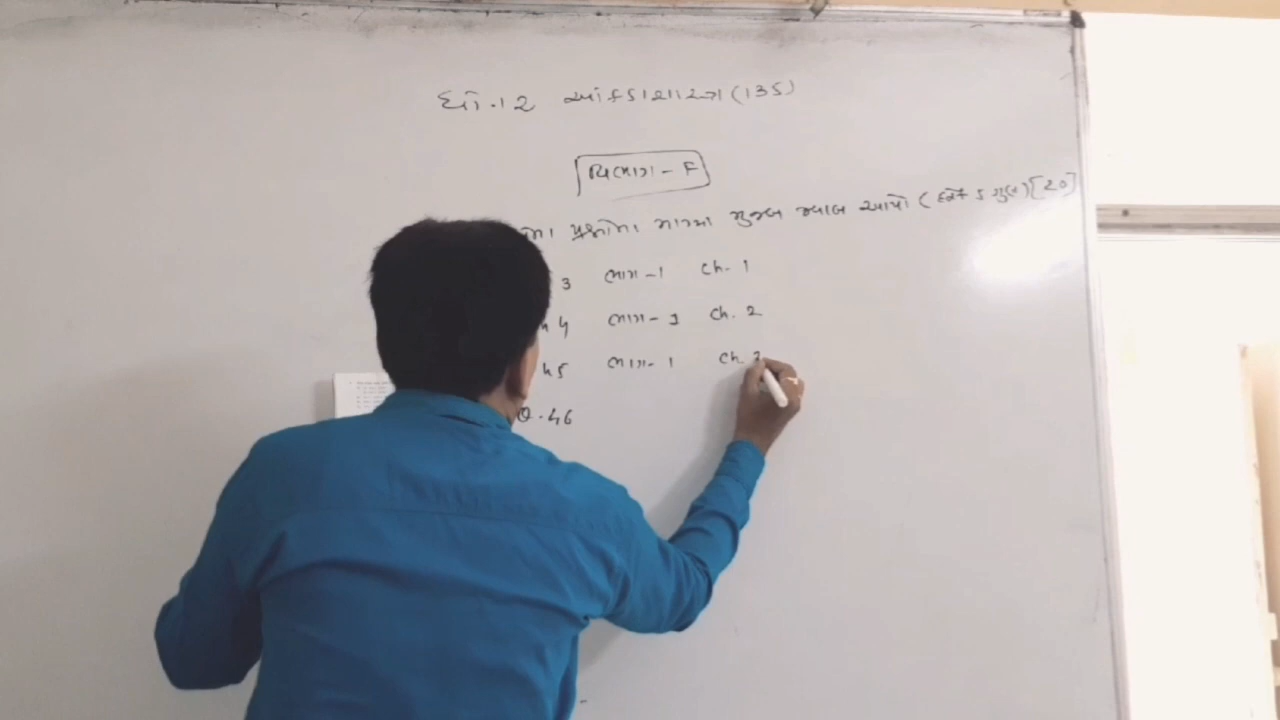 ધો.12 આંકડાશાસ્ત્ર (135)
વિભાગ - F
પ્રશ્નોના માગ્યા મુજબ જવાબ આપો (દરેક 5 ગુણ) [20]
3 ભાગ-1 ch. 1
4 ભાગ-1 ch. 2
45 ભાગ-1 ch. 3
Q.46